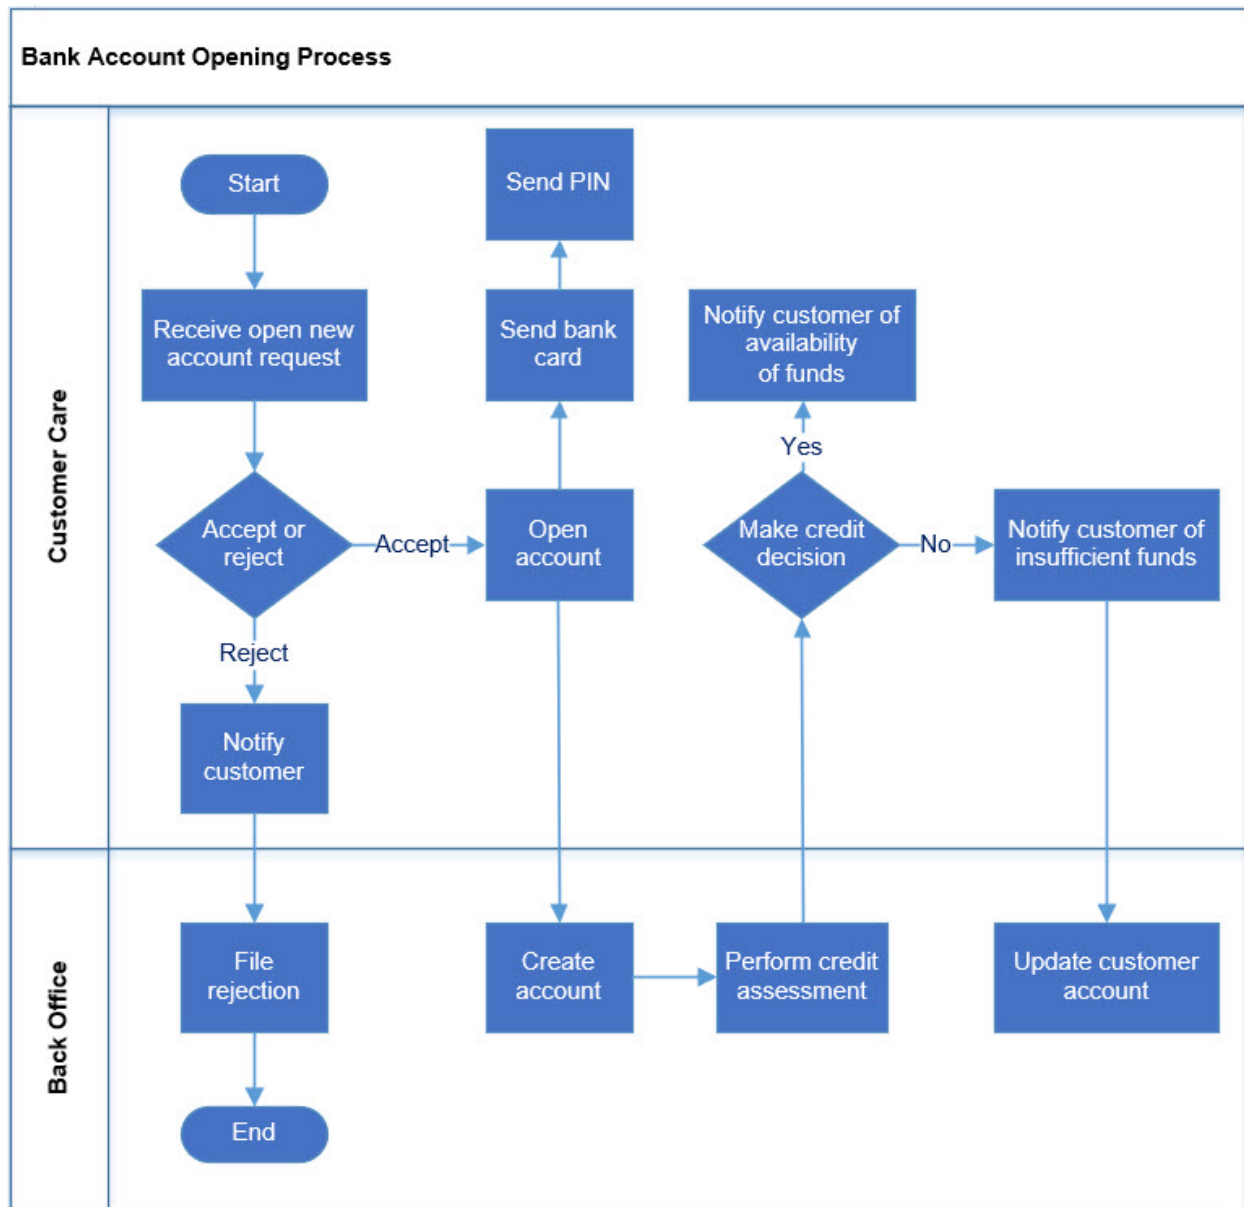 Bank Account Opening Process
Customer Care
Start
Receive open new
account request
Accept or
reject
Accept
Reject
Notify
customer
Send PIN
Send bank
card
Open
account
Notify customer of
availability
of funds
Yes
Make credit
decision
No
Notify customer of
insufficient funds
Back Office
File
rejection
End
Create
account
Perform credit
assessment
Update customer
account